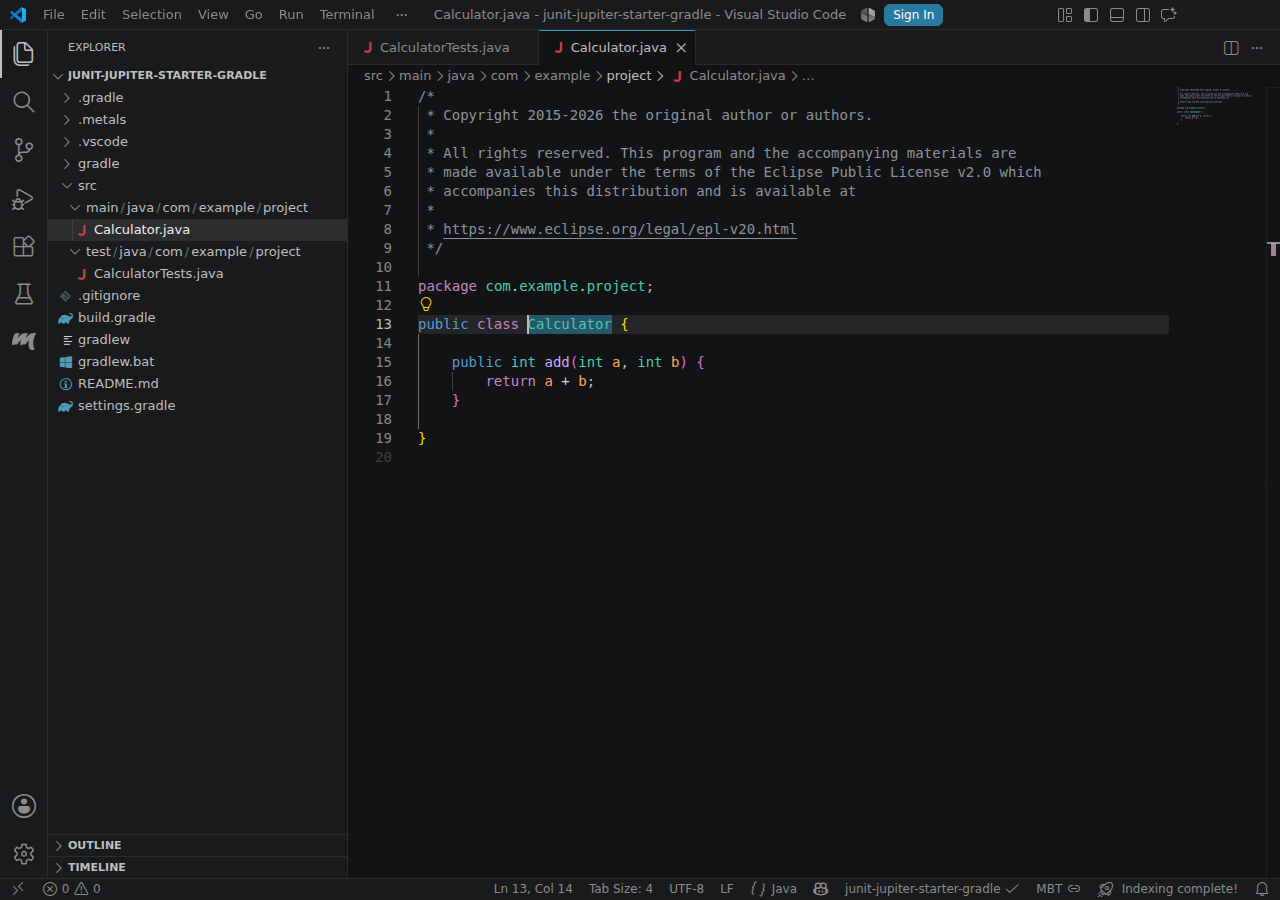 File Edit Selection View Go Run Terminal ··· Calculator.java - junit-jupiter-starter-gradle - Visual Studio Code Sign In
EXPLORER
JUNIT-JUPITER-STARTER-GRADLE
.gradle
.metals
.vscode
gradle
src
main/java/com/example/project
Calculator.java
test/java/com/example/project
CalculatorTests.java
.gitignore
build.gradle
gradlew
gradlew.bat
README.md
settings.gradle
OUTLINE
TIMELINE
CalculatorTests.java Calculator.java
src > main > java > com > example > project > Calculator.java > ...
1 /*
2 * Copyright 2015-2026 the original author or authors.
3 *
4 * All rights reserved. This program and the accompanying materials are
5 * made available under the terms of the Eclipse Public License v2.0 which
6 * accompanies this distribution and is available at
7 *
8 * https://www.eclipse.org/legal/epl-v20.html
9 */
10
11 package com.example.project;
12
13 public class Calculator {
14
15 public int add(int a, int b) {
16 return a + b;
17 }
18
19 }
20
0 0 Ln 13, Col 14 Tab Size: 4 UTF-8 LF { } Java junit-jupiter-starter-gradle MBT Indexing complete!